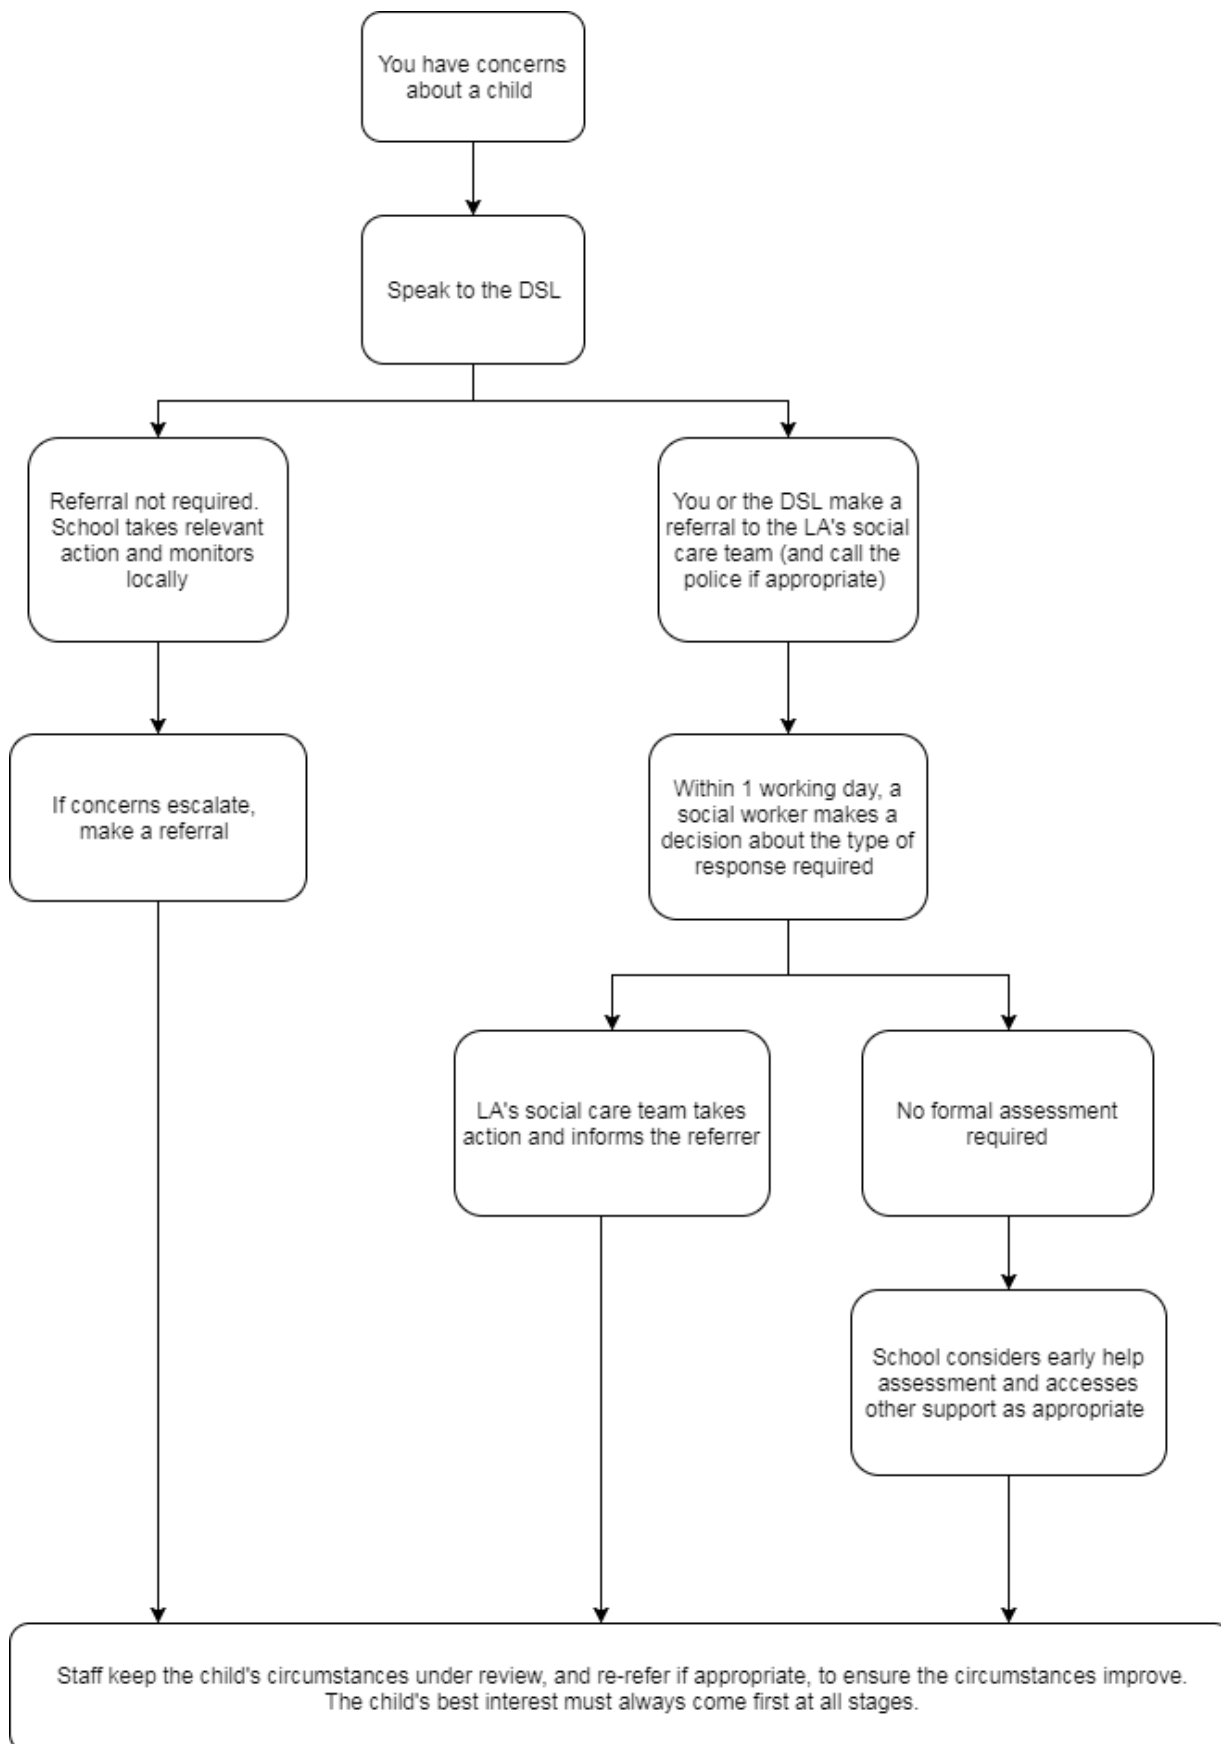 You have concerns
about a child
Speak to the DSL
Referral not required.
School takes relevant
action and monitors
locally
You or the DSL make a
referral to the LA's social
care team (and call the
police if appropriate)
If concerns escalate,
make a referral
Within 1 working day, a
social worker makes a
decision about the type of
response required
LA's social care team takes
action and informs the referrer
No formal assessment
required
School considers early help
assessment and accesses
other support as appropriate
Staff keep the child's circumstances under review, and re-refer if appropriate, to ensure the circumstances improve.
The child's best interest must always come first at all stages.